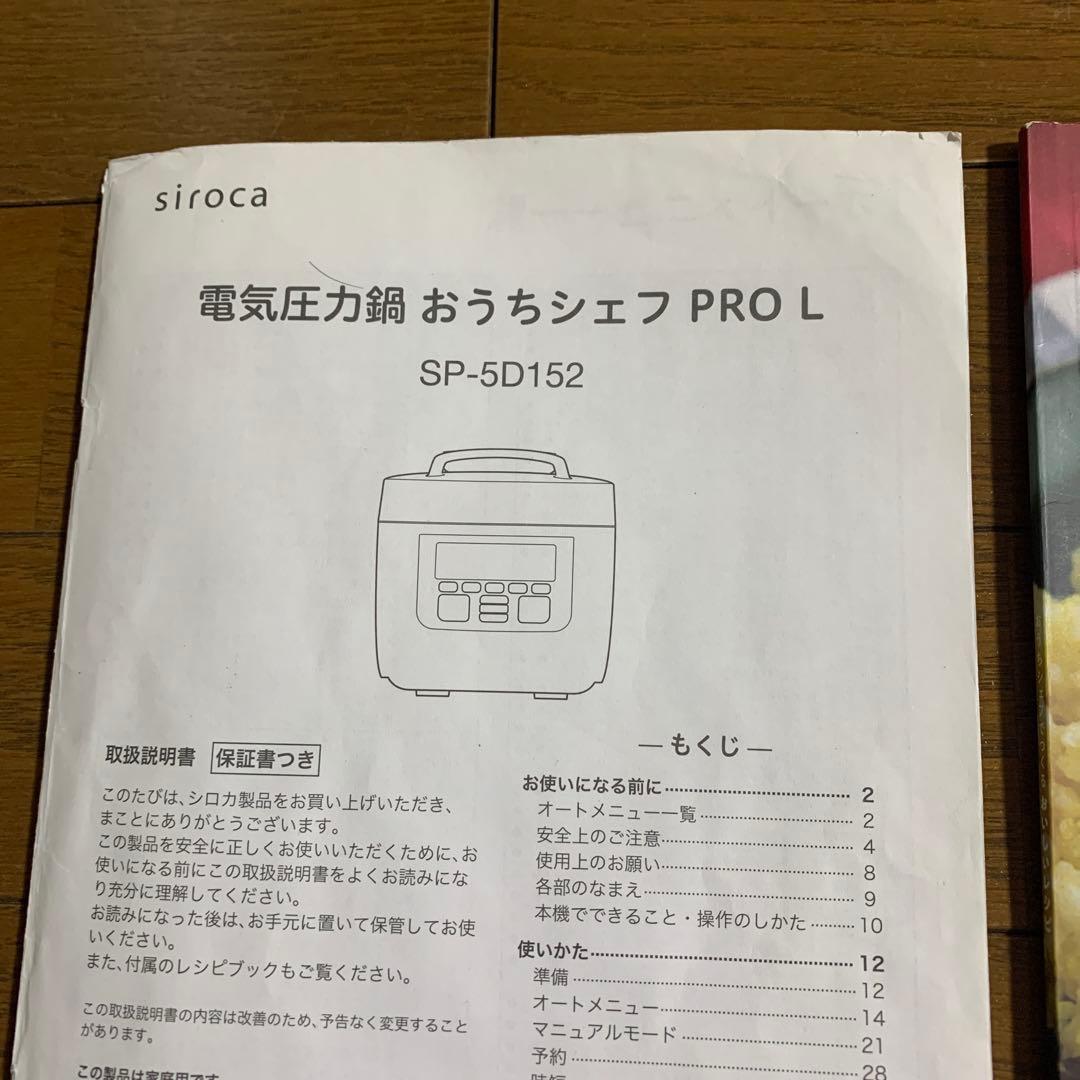 siroca
電気圧力鍋 おうちシェフ PRO L
SP-5D152
取扱説明書 保証書つき
このたびは、シロカ製品をお買い上げいただき、
まことにありがとうございます。
この製品を安全に正しくお使いいただくために、お
使いになる前にこの取扱説明書をよくお読みにな
り充分に理解してください。
お読みになった後は、お手元に置いて保管してお使
いください。
また、付属のレシピブックもご覧ください。
この取扱説明書の内容は改善のため、予告なく変更すること
があります。
この製品は家庭用です
― もくじ ―
お使いになる前に 2
オートメニュー一覧 2
安全上のご注意 4
使用上のお願い 8
各部のなまえ 9
本機でできること・操作のしかた 10
使いかた 12
準備 12
オートメニュー 14
マニュアルモード 21
予約 28
時短